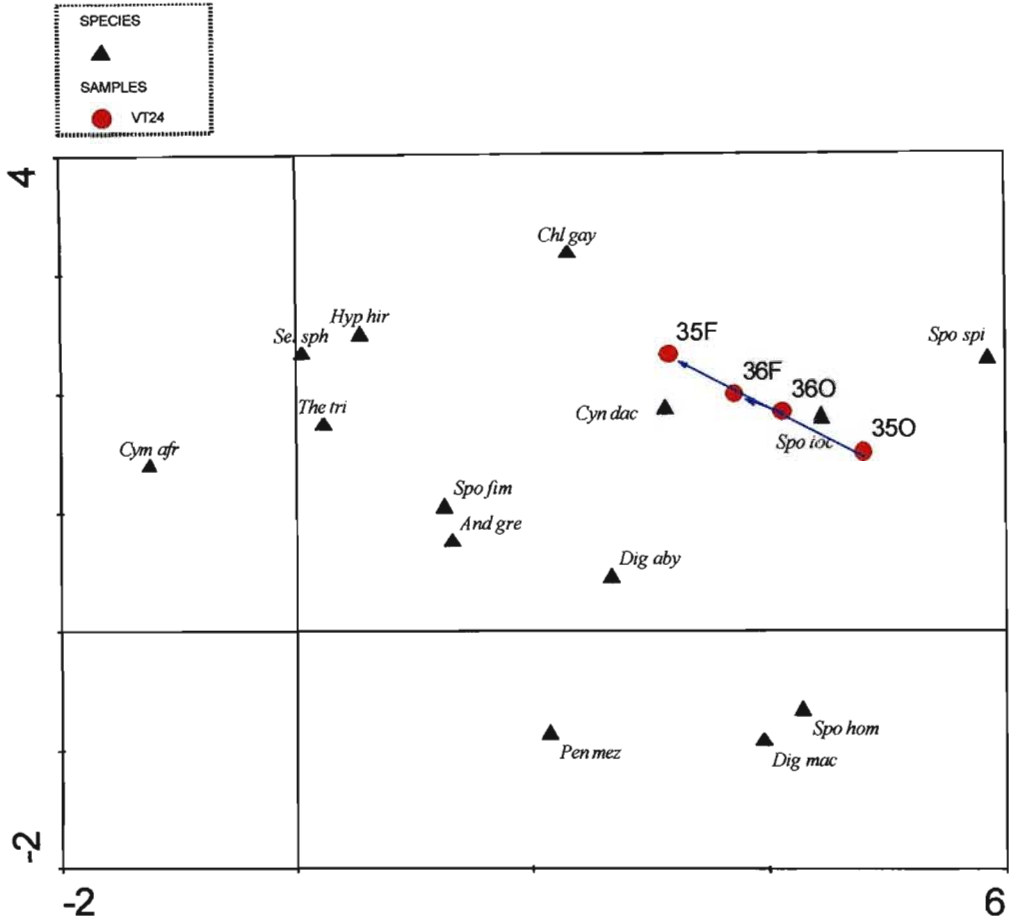 SPECIES
SAMPLES
VT24
4
Chl gay
Hyp hir
sph
Spo spi
35F
36F
36O
Cyn dac
The tri
Spo ioc
35O
Cym afr
Spo fim
And gre
Dig aby
Spo hom
Pen mez
Dig mac
-2
-2
6